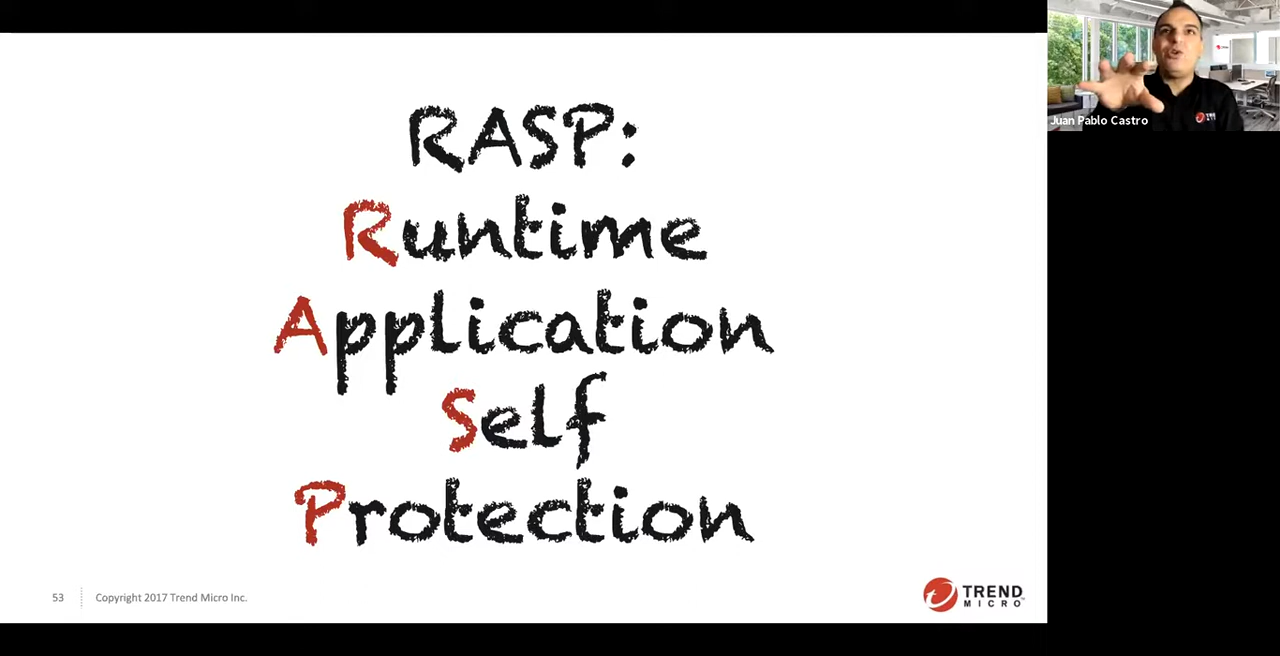 RASP:
Runtime
Application
Self
Protection
53
Copyright 2017 Trend Micro Inc.
TREND
MICRO
Juan Pablo Castro